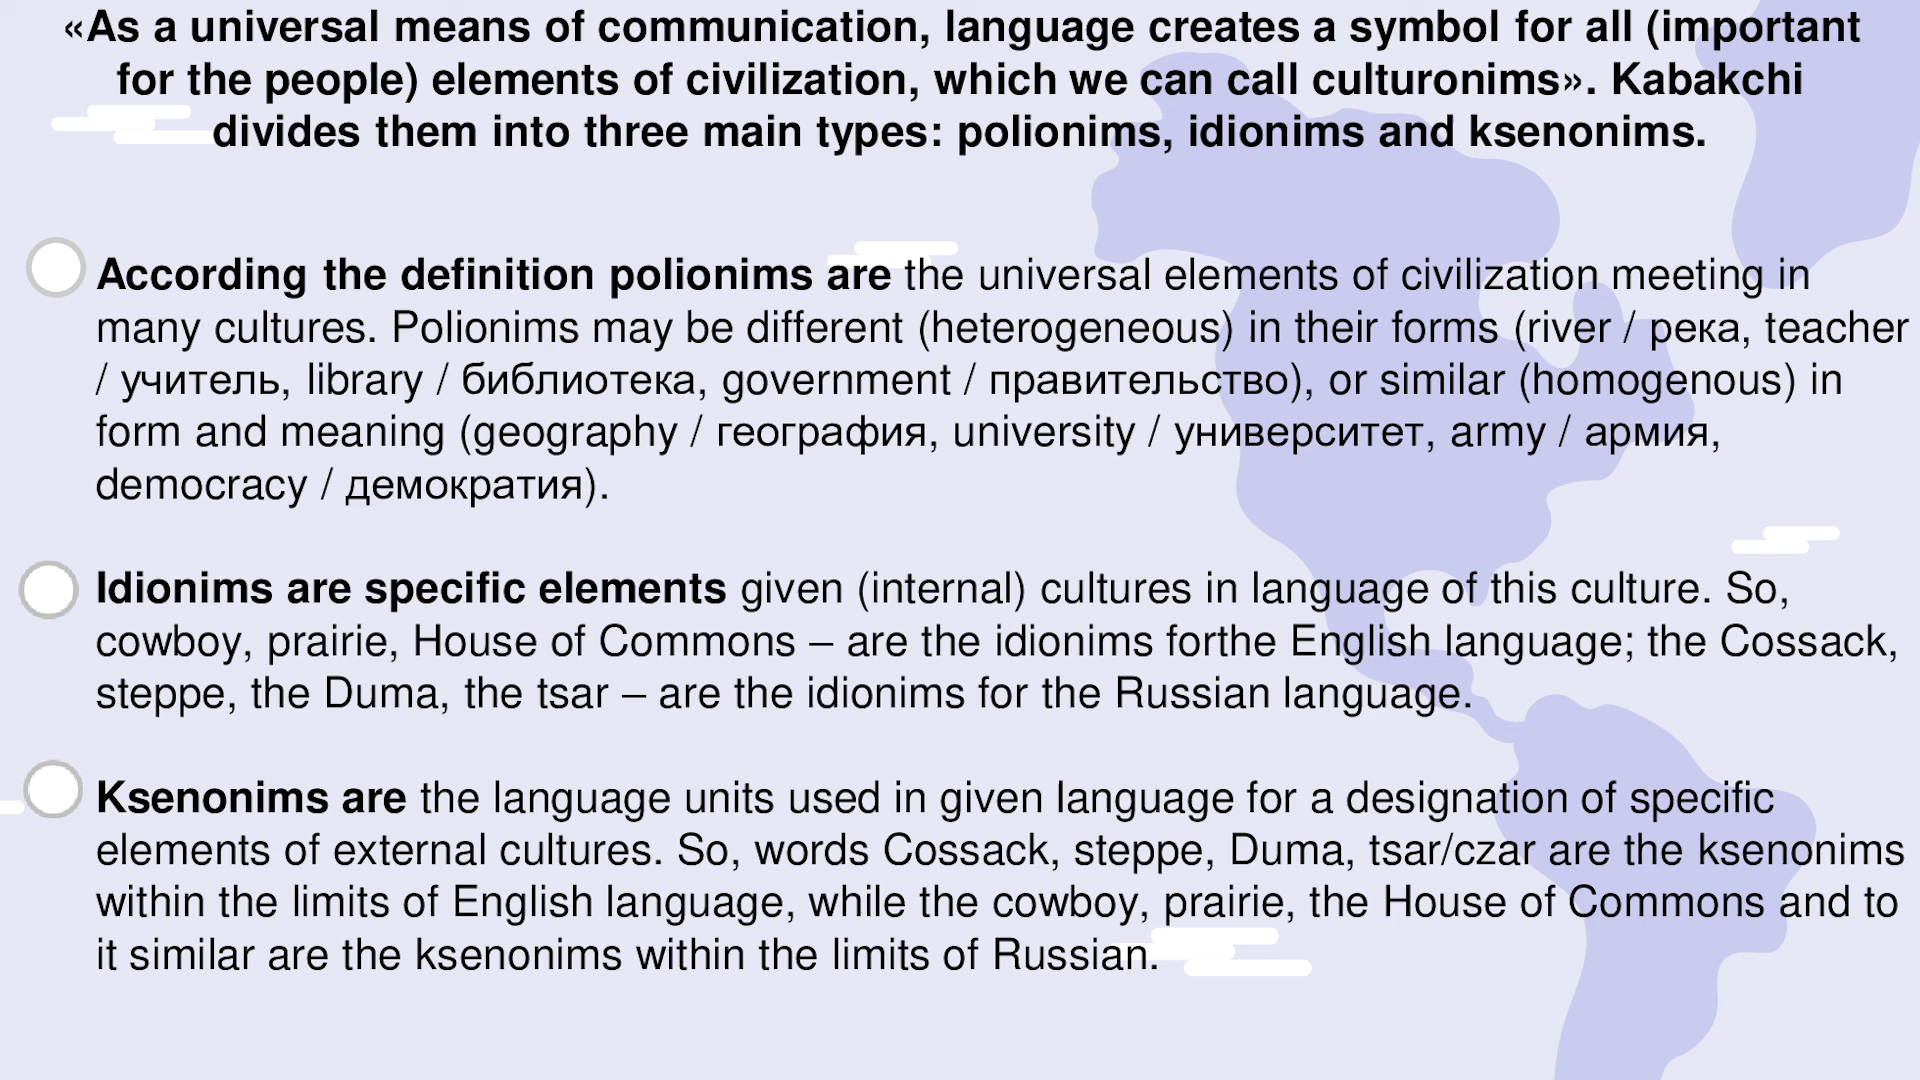 «As a universal means of communication, language creates a symbol for all (important
for the people) elements of civilization, which we can call culturonims». Kabakchi
divides them into three main types: polionims, idionims and ksenonims.
According the definition polionims are the universal elements of civilization meeting in
many cultures. Polionims may be different (heterogeneous) in their forms (river / река, teacher
/ учитель, library / библиотека, government / правительство), or similar (homogenous) in
form and meaning (geography / география, university / университет, army / армия,
democracy / демократия).
Idionims are specific elements given (internal) cultures in language of this culture. So,
cowboy, prairie, House of Commons – are the idionims forthe English language; the Cossack,
steppe, the Duma, the tsar – are the idionims for the Russian language.
Ksenonims are the language units used in given language for a designation of specific
elements of external cultures. So, words Cossack, steppe, Duma, tsar/czar are the ksenonims
within the limits of English language, while the cowboy, prairie, the House of Commons and to
it similar are the ksenonims within the limits of Russian.